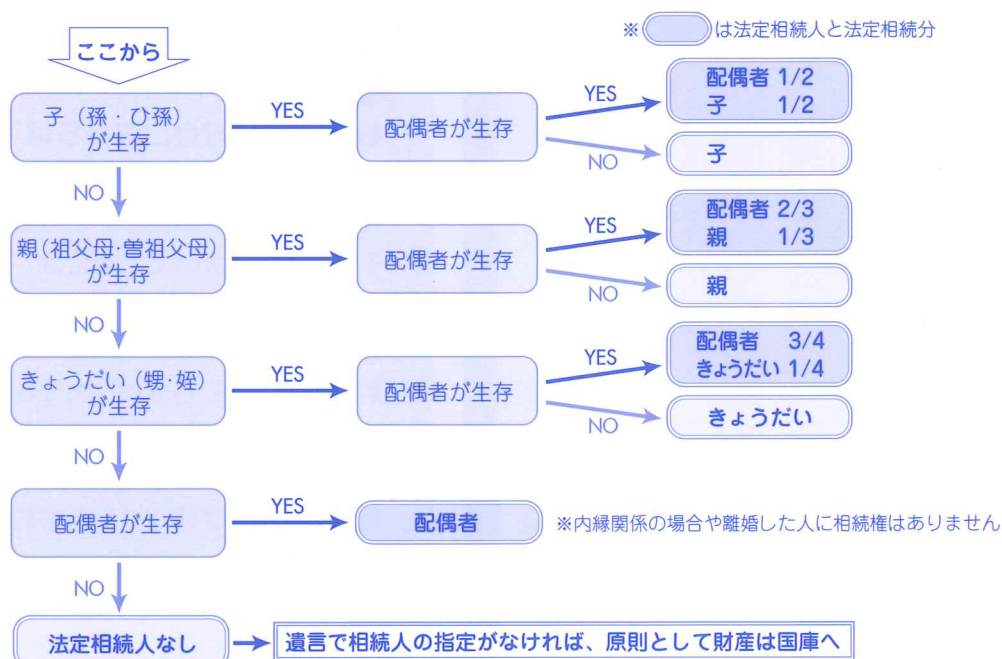 ※ は法定相続人と法定相続分
ここから
子（孫・ひ孫）
が生存
YES
配偶者が生存
YES
配偶者 1/2
子 1/2
NO
子
NO
親（祖父母・曽祖父母）
が生存
YES
配偶者が生存
YES
配偶者 2/3
親 1/3
NO
親
NO
きょうだい（甥・姪）
が生存
YES
配偶者が生存
YES
配偶者 3/4
きょうだい 1/4
NO
きょうだい
NO
配偶者が生存
YES
配偶者
※内縁関係の場合や離婚した人に相続権はありません
NO
法定相続人なし
遺言で相続人の指定がなければ、原則として財産は国庫へ